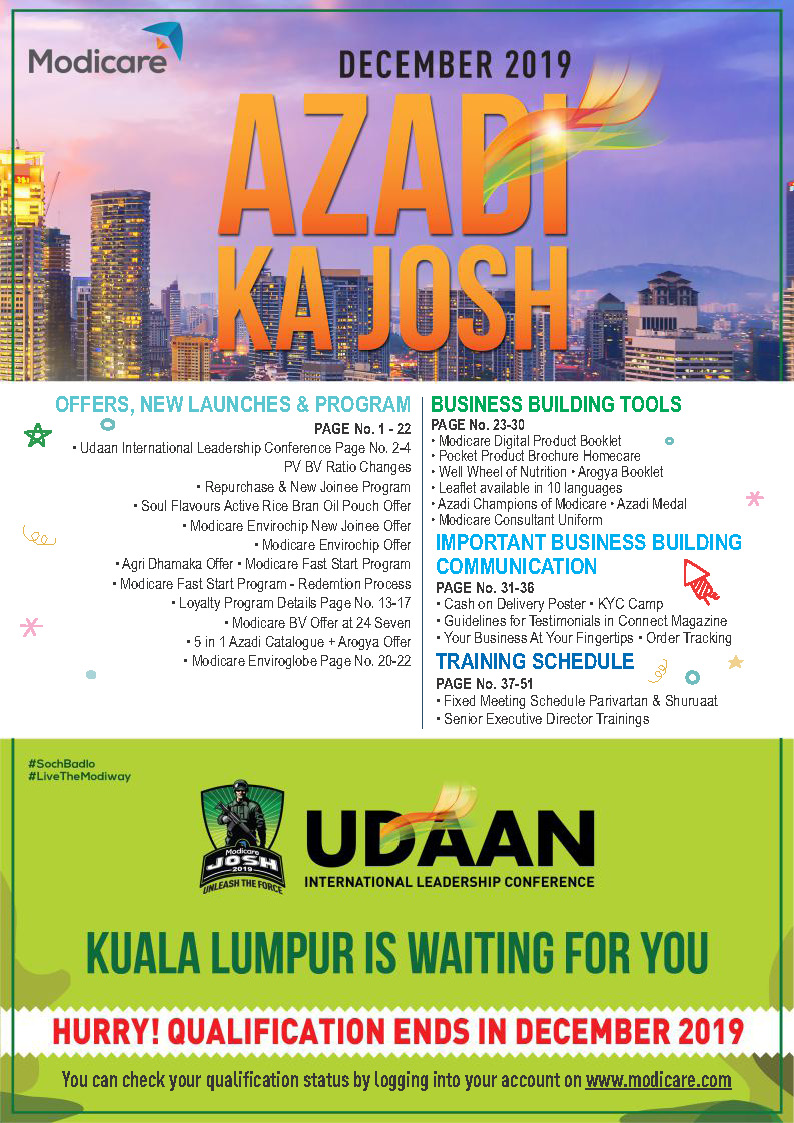 Modicare
DECEMBER 2019
AZADI
KA JOSH
OFFERS, NEW LAUNCHES & PROGRAM
PAGE No. 1 - 22
• Udaan International Leadership Conference Page No. 2-4
PV BV Ratio Changes
• Repurchase & New Joinee Program
• Soul Flavours Active Rice Bran Oil Pouch Offer
• Modicare Envirochip New Joinee Offer
• Modicare Envirochip Offer
• Agri Dhamaka Offer • Modicare Fast Start Program
• Modicare Fast Start Program - Redemtion Process
• Loyalty Program Details Page No. 13-17
• Modicare BV Offer at 24 Seven
• 5 in 1 Azadi Catalogue + Arogya Offer
• Modicare Enviroglobe Page No. 20-22
BUSINESS BUILDING TOOLS
PAGE No. 23-30
• Modicare Digital Product Booklet
• Pocket Product Brochure Homecare
• Well Wheel of Nutrition • Arogya Booklet
• Leaflet available in 10 languages
• Azadi Champions of Modicare • Azadi Medal
• Modicare Consultant Uniform
IMPORTANT BUSINESS BUILDING
COMMUNICATION
PAGE No. 31-36
• Cash on Delivery Poster • KYC Camp
• Guidelines for Testimonials in Connect Magazine
• Your Business At Your Fingertips • Order Tracking
TRAINING SCHEDULE
PAGE No. 37-51
• Fixed Meeting Schedule Parivartan & Shuruaat
• Senior Executive Director Trainings
#SochBadlo
#LiveTheModiway
Modicare
JOSH
2019
UNLEASH THE FORCE
UDAAN
INTERNATIONAL LEADERSHIP CONFERENCE
KUALA LUMPUR IS WAITING FOR YOU
HURRY! QUALIFICATION ENDS IN DECEMBER 2019
You can check your qualification status by logging into your account on www.modicare.com